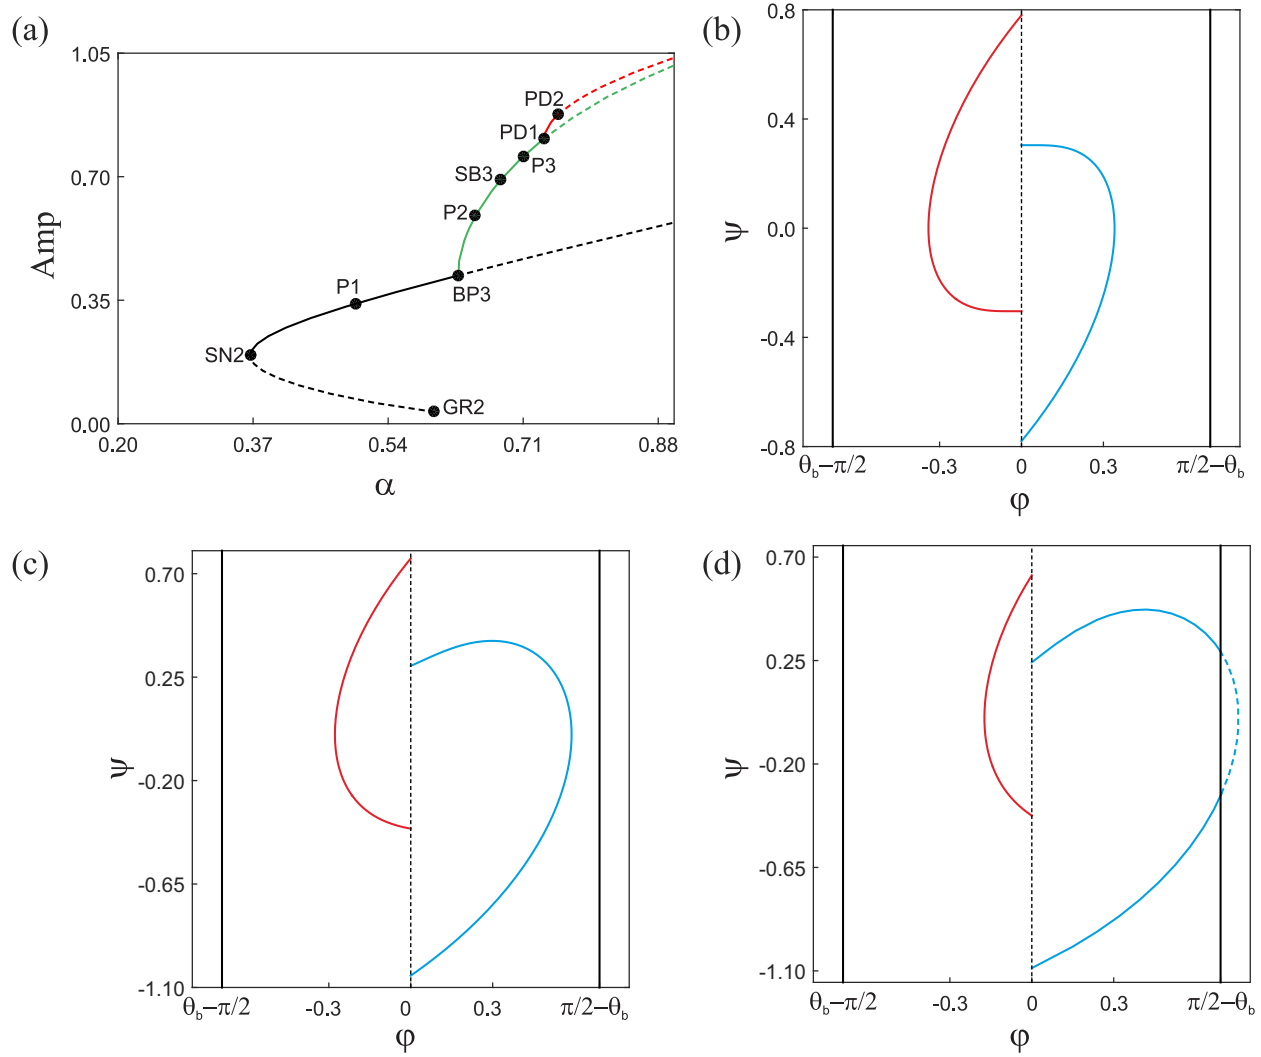 (a)
1.05
0.70
0.35
0.00
Amp
PD2
PD1
P3
SB3
P2
BP3
P1
SN2
GR2
0.20
0.37
0.54
0.71
0.88
α
(b)
0.8
0.4
0.0
-0.4
-0.8
ψ
θb–π/2
-0.3
0
0.3
π/2–θb
φ
(c)
0.70
0.25
-0.20
-0.65
-1.10
ψ
θb–π/2
-0.3
0
0.3
π/2–θb
φ
(d)
0.70
0.25
-0.20
-0.65
-1.10
ψ
θb–π/2
-0.3
0
0.3
π/2–θb
φ